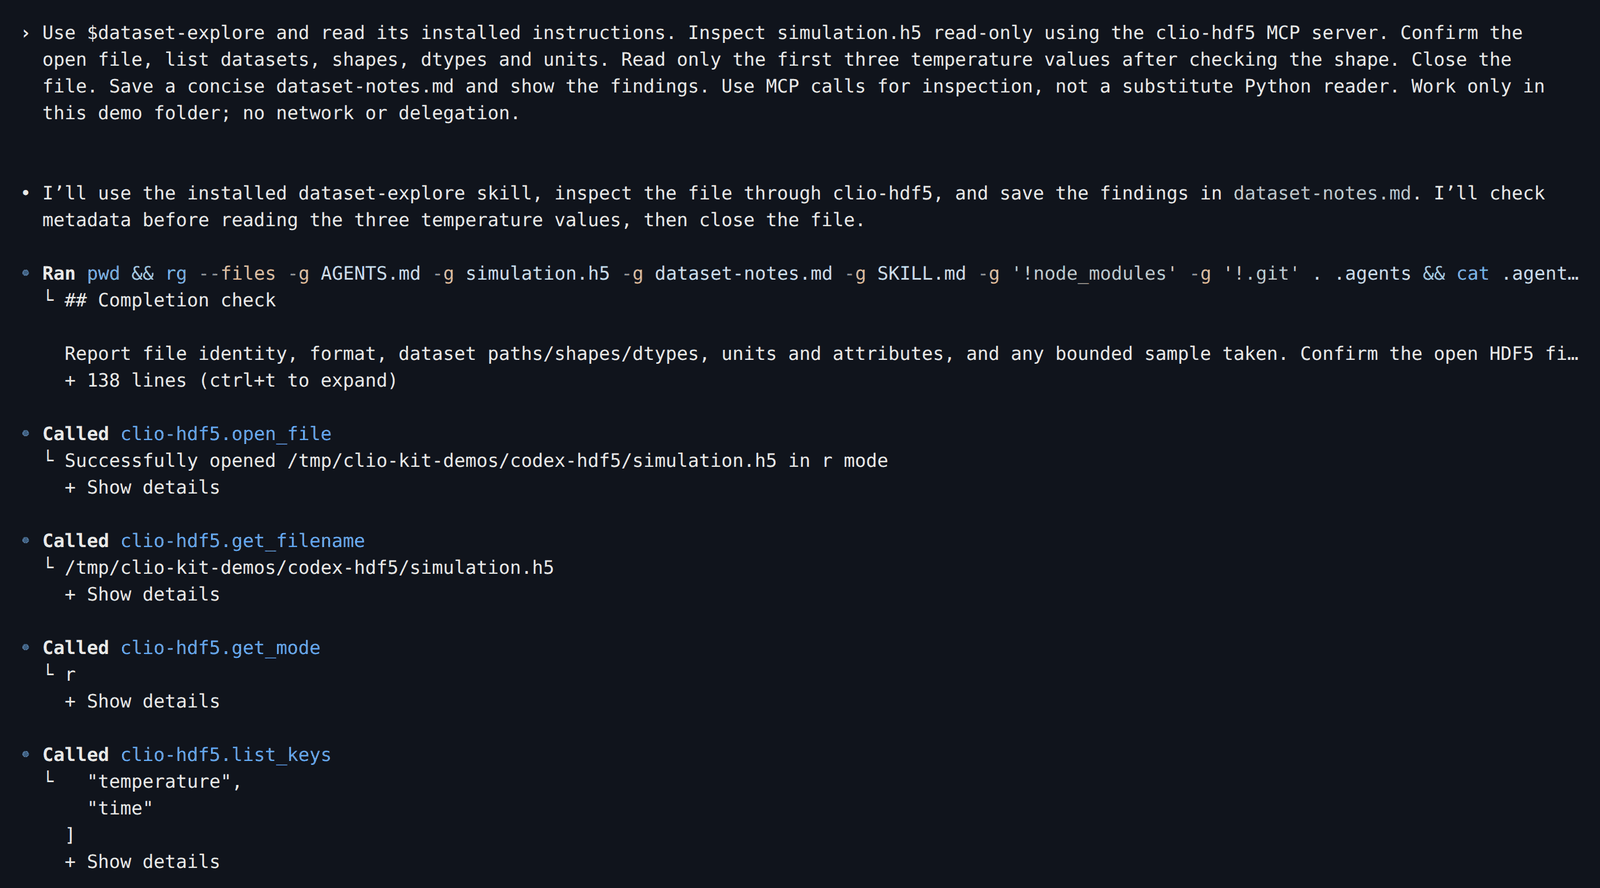 › Use $dataset-explore and read its installed instructions. Inspect simulation.h5 read-only using the clio-hdf5 MCP server. Confirm the
open file, list datasets, shapes, dtypes and units. Read only the first three temperature values after checking the shape. Close the
file. Save a concise dataset-notes.md and show the findings. Use MCP calls for inspection, not a substitute Python reader. Work only in
this demo folder; no network or delegation.
• I’ll use the installed dataset-explore skill, inspect the file through clio-hdf5, and save the findings in dataset-notes.md. I’ll check
metadata before reading the three temperature values, then close the file.
• Ran pwd && rg --files -g AGENTS.md -g simulation.h5 -g dataset-notes.md -g SKILL.md -g '!node_modules' -g '!.git' . .agents && cat .agent…
└ ## Completion check
Report file identity, format, dataset paths/shapes/dtypes, units and attributes, and any bounded sample taken. Confirm the open HDF5 fi…
+ 138 lines (ctrl+t to expand)
• Called clio-hdf5.open_file
└ Successfully opened /tmp/clio-kit-demos/codex-hdf5/simulation.h5 in r mode
+ Show details
• Called clio-hdf5.get_filename
└ /tmp/clio-kit-demos/codex-hdf5/simulation.h5
+ Show details
• Called clio-hdf5.get_mode
└ r
+ Show details
• Called clio-hdf5.list_keys
└ "temperature",
"time"
]
+ Show details